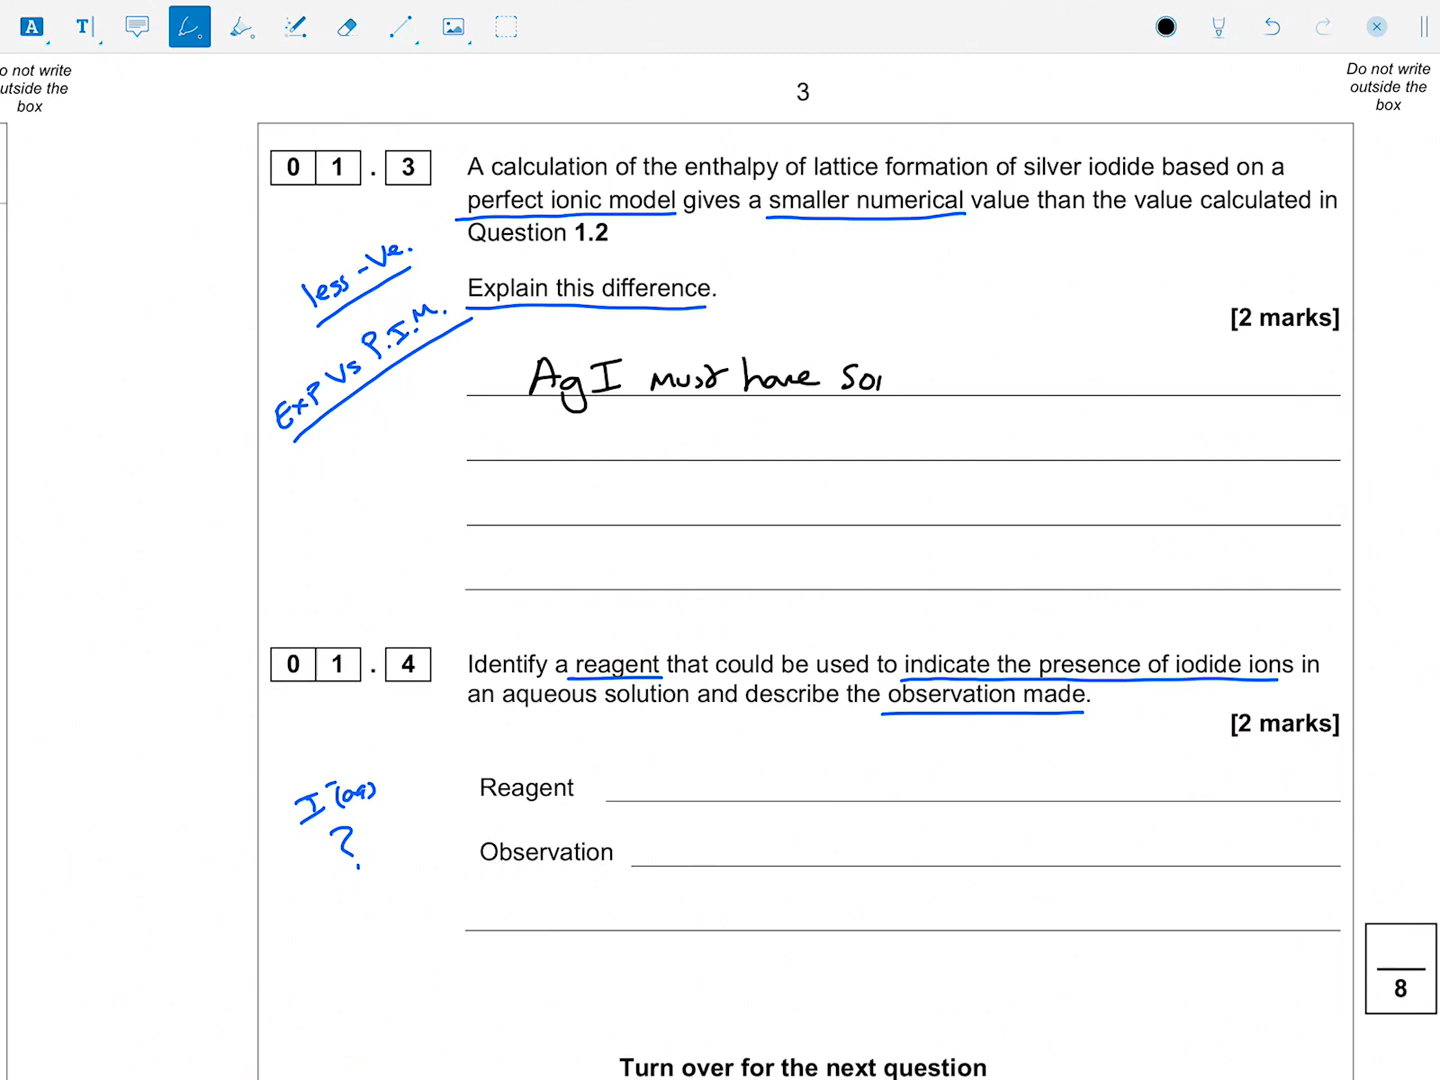 A T
o not write
utside the
box
Do not write
outside the
box
3
0 1 . 3
A calculation of the enthalpy of lattice formation of silver iodide based on a
perfect ionic model gives a smaller numerical value than the value calculated in
Question 1.2
less -ve.
Explain this difference.
[2 marks]
Exp Vs P.I.M.
AgI must have so
0 1 . 4
Identify a reagent that could be used to indicate the presence of iodide ions in
an aqueous solution and describe the observation made.
[2 marks]
Reagent
I⁻(aq)
?
Observation
8
Turn over for the next question